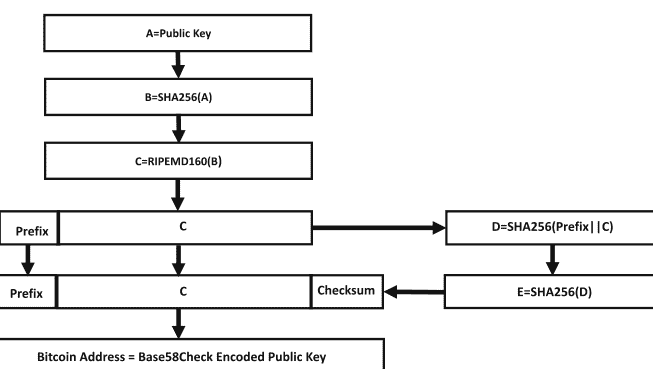 A=Public Key
B=SHA256(A)
C=RIPEMD160(B)
Prefix C D=SHA256(Prefix||C)
Prefix C Checksum E=SHA256(D)
Bitcoin Address = Base58Check Encoded Public Key